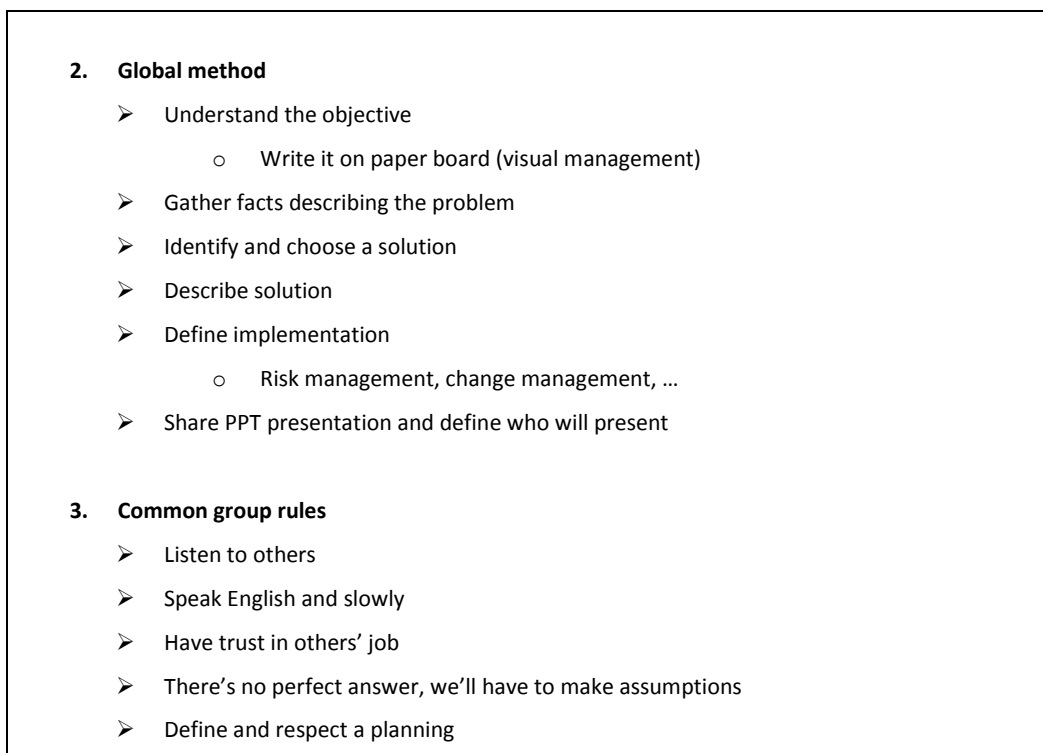 2. Global method
➢ Understand the objective
o Write it on paper board (visual management)
➢ Gather facts describing the problem
➢ Identify and choose a solution
➢ Describe solution
➢ Define implementation
o Risk management, change management, …
➢ Share PPT presentation and define who will present
3. Common group rules
➢ Listen to others
➢ Speak English and slowly
➢ Have trust in others’ job
➢ There’s no perfect answer, we’ll have to make assumptions
➢ Define and respect a planning